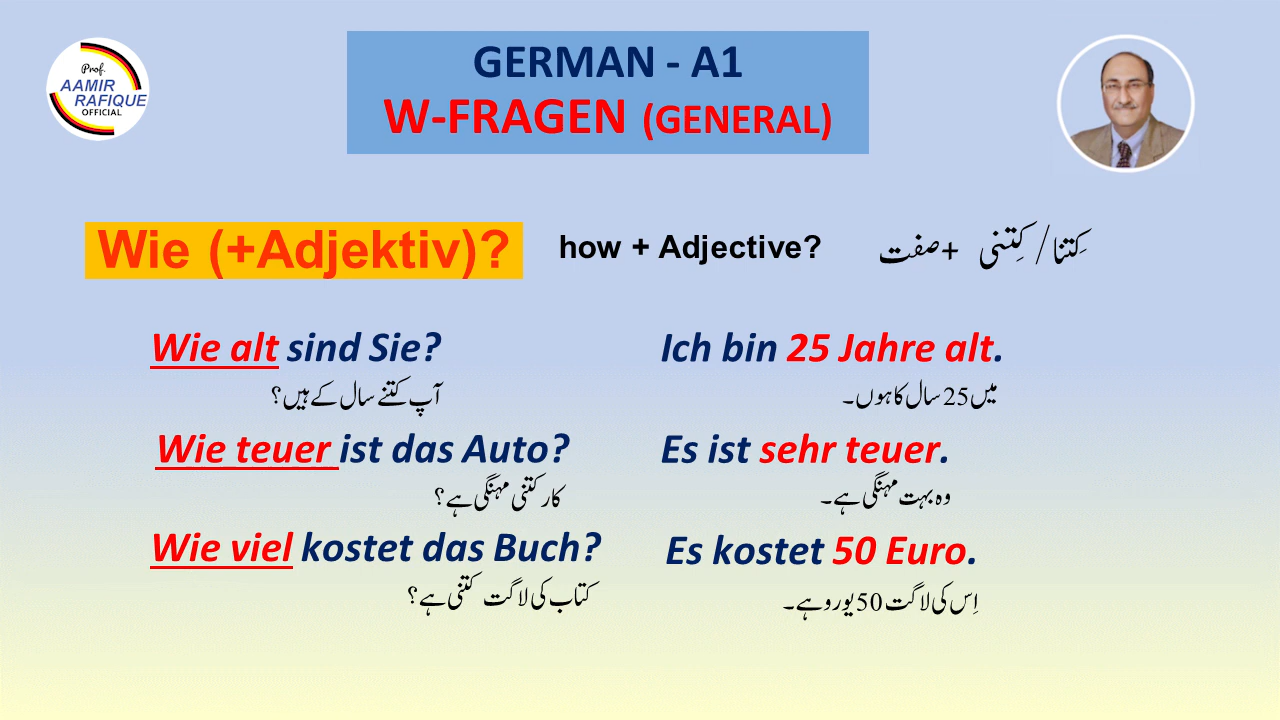 Prof.
AAMIR
RAFIQUE
OFFICIAL
GERMAN - A1
W-FRAGEN (GENERAL)
Wie (+Adjektiv)? how + Adjective? کِتنا/کِتنی + صفت
Wie alt sind Sie? Ich bin 25 Jahre alt.
آپ کتنے سال کے ہیں؟ میں 25 سال کا ہوں۔
Wie teuer ist das Auto? Es ist sehr teuer.
کار کتنی مہنگی ہے؟ وہ بہت مہنگی ہے۔
Wie viel kostet das Buch? Es kostet 50 Euro.
کتاب کی لاگت کتنی ہے؟ اِس کی لاگت 50 یورو ہے۔